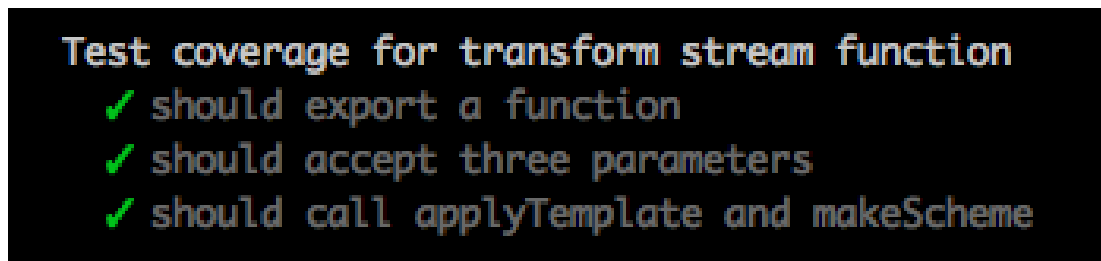 Test coverage for transform stream function
✓ should export a function
✓ should accept three parameters
✓ should call applyTemplate and makeScheme